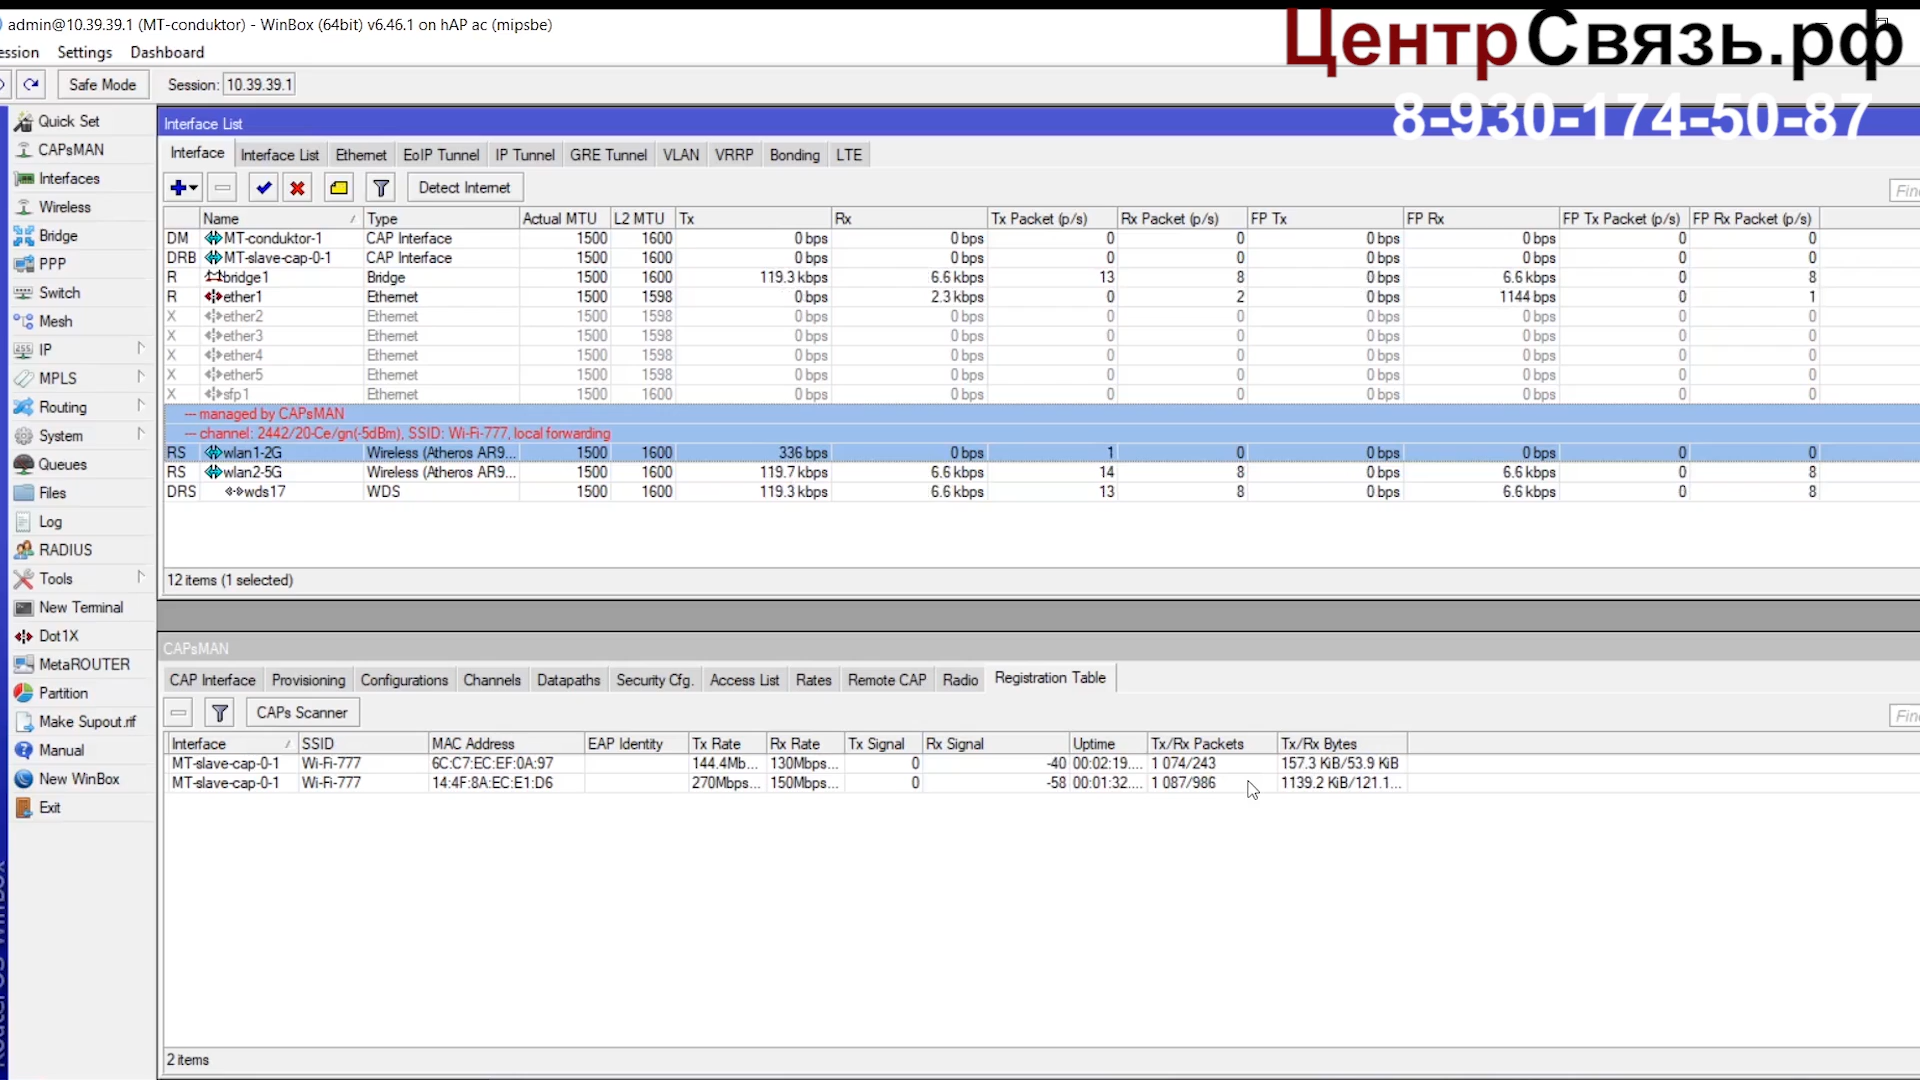 admin@10.39.39.1 (MT-conduktor) - WinBox (64bit) v6.46.1 on hAP ac (mipsbe)
ЦентрСвязь.рф
8-930-174-50-87
ession Settings Dashboard
Safe Mode Session: 10.39.39.1
Quick Set
CAPsMAN
Interfaces
Wireless
Bridge
PPP
Switch
Mesh
IP
MPLS
Routing
System
Queues
Files
Log
RADIUS
Tools
New Terminal
Dot1X
MetaROUTER
Partition
Make Supout.rif
Manual
New WinBox
Exit
Interface List
Interface Interface List Ethernet EoIP Tunnel IP Tunnel GRE Tunnel VLAN VRRP Bonding LTE
Detect Internet Fin
Name Type Actual MTU L2 MTU Tx Rx Tx Packet (p/s) Rx Packet (p/s) FP Tx FP Rx FP Tx Packet (p/s) FP Rx Packet (p/s)
DM MT-conduktor-1 CAP Interface 1500 1600 0 bps 0 bps 0 0 0 bps 0 bps 0 0
DRB MT-slave-cap-0-1 CAP Interface 1500 1600 0 bps 0 bps 0 0 0 bps 0 bps 0 0
R bridge1 Bridge 1500 1600 119.3 kbps 6.6 kbps 13 8 0 bps 6.6 kbps 0 8
R ether1 Ethernet 1500 1598 0 bps 2.3 kbps 0 2 0 bps 1144 bps 0 1
X ether2 Ethernet 1500 1598 0 bps 0 bps 0 0 0 bps 0 bps 0 0
X ether3 Ethernet 1500 1598 0 bps 0 bps 0 0 0 bps 0 bps 0 0
X ether4 Ethernet 1500 1598 0 bps 0 bps 0 0 0 bps 0 bps 0 0
X ether5 Ethernet 1500 1598 0 bps 0 bps 0 0 0 bps 0 bps 0 0
X sfp1 Ethernet 1500 1600 0 bps 0 bps 0 0 0 bps 0 bps 0 0
--- managed by CAPsMAN
--- channel: 2442/20-Ce/gn(-5dBm), SSID: Wi-Fi-777, local forwarding
RS wlan1-2G Wireless (Atheros AR9... 1500 1600 336 bps 0 bps 1 0 0 bps 0 bps 0 0
RS wlan2-5G Wireless (Atheros AR9... 1500 1600 119.7 kbps 6.6 kbps 14 8 0 bps 6.6 kbps 0 8
DRS wds17 WDS 1500 1600 119.3 kbps 6.6 kbps 13 8 0 bps 6.6 kbps 0 8
12 items (1 selected)
CAPsMAN
CAP Interface Provisioning Configurations Channels Datapaths Security Cfg. Access List Rates Remote CAP Radio Registration Table
CAPs Scanner Fin
Interface SSID MAC Address EAP Identity Tx Rate Rx Rate Tx Signal Rx Signal Uptime Tx/Rx Packets Tx/Rx Bytes
MT-slave-cap-0-1 Wi-Fi-777 6C:C7:EC:EF:0A:97 144.4Mb... 130Mbps... 0 -40 00:02:19.... 1 074/243 157.3 KiB/53.9 KiB
MT-slave-cap-0-1 Wi-Fi-777 14:4F:8A:EC:E1:D6 270Mbps... 150Mbps... 0 -58 00:01:32.... 1 087/986 1139.2 KiB/121.1...
2 items